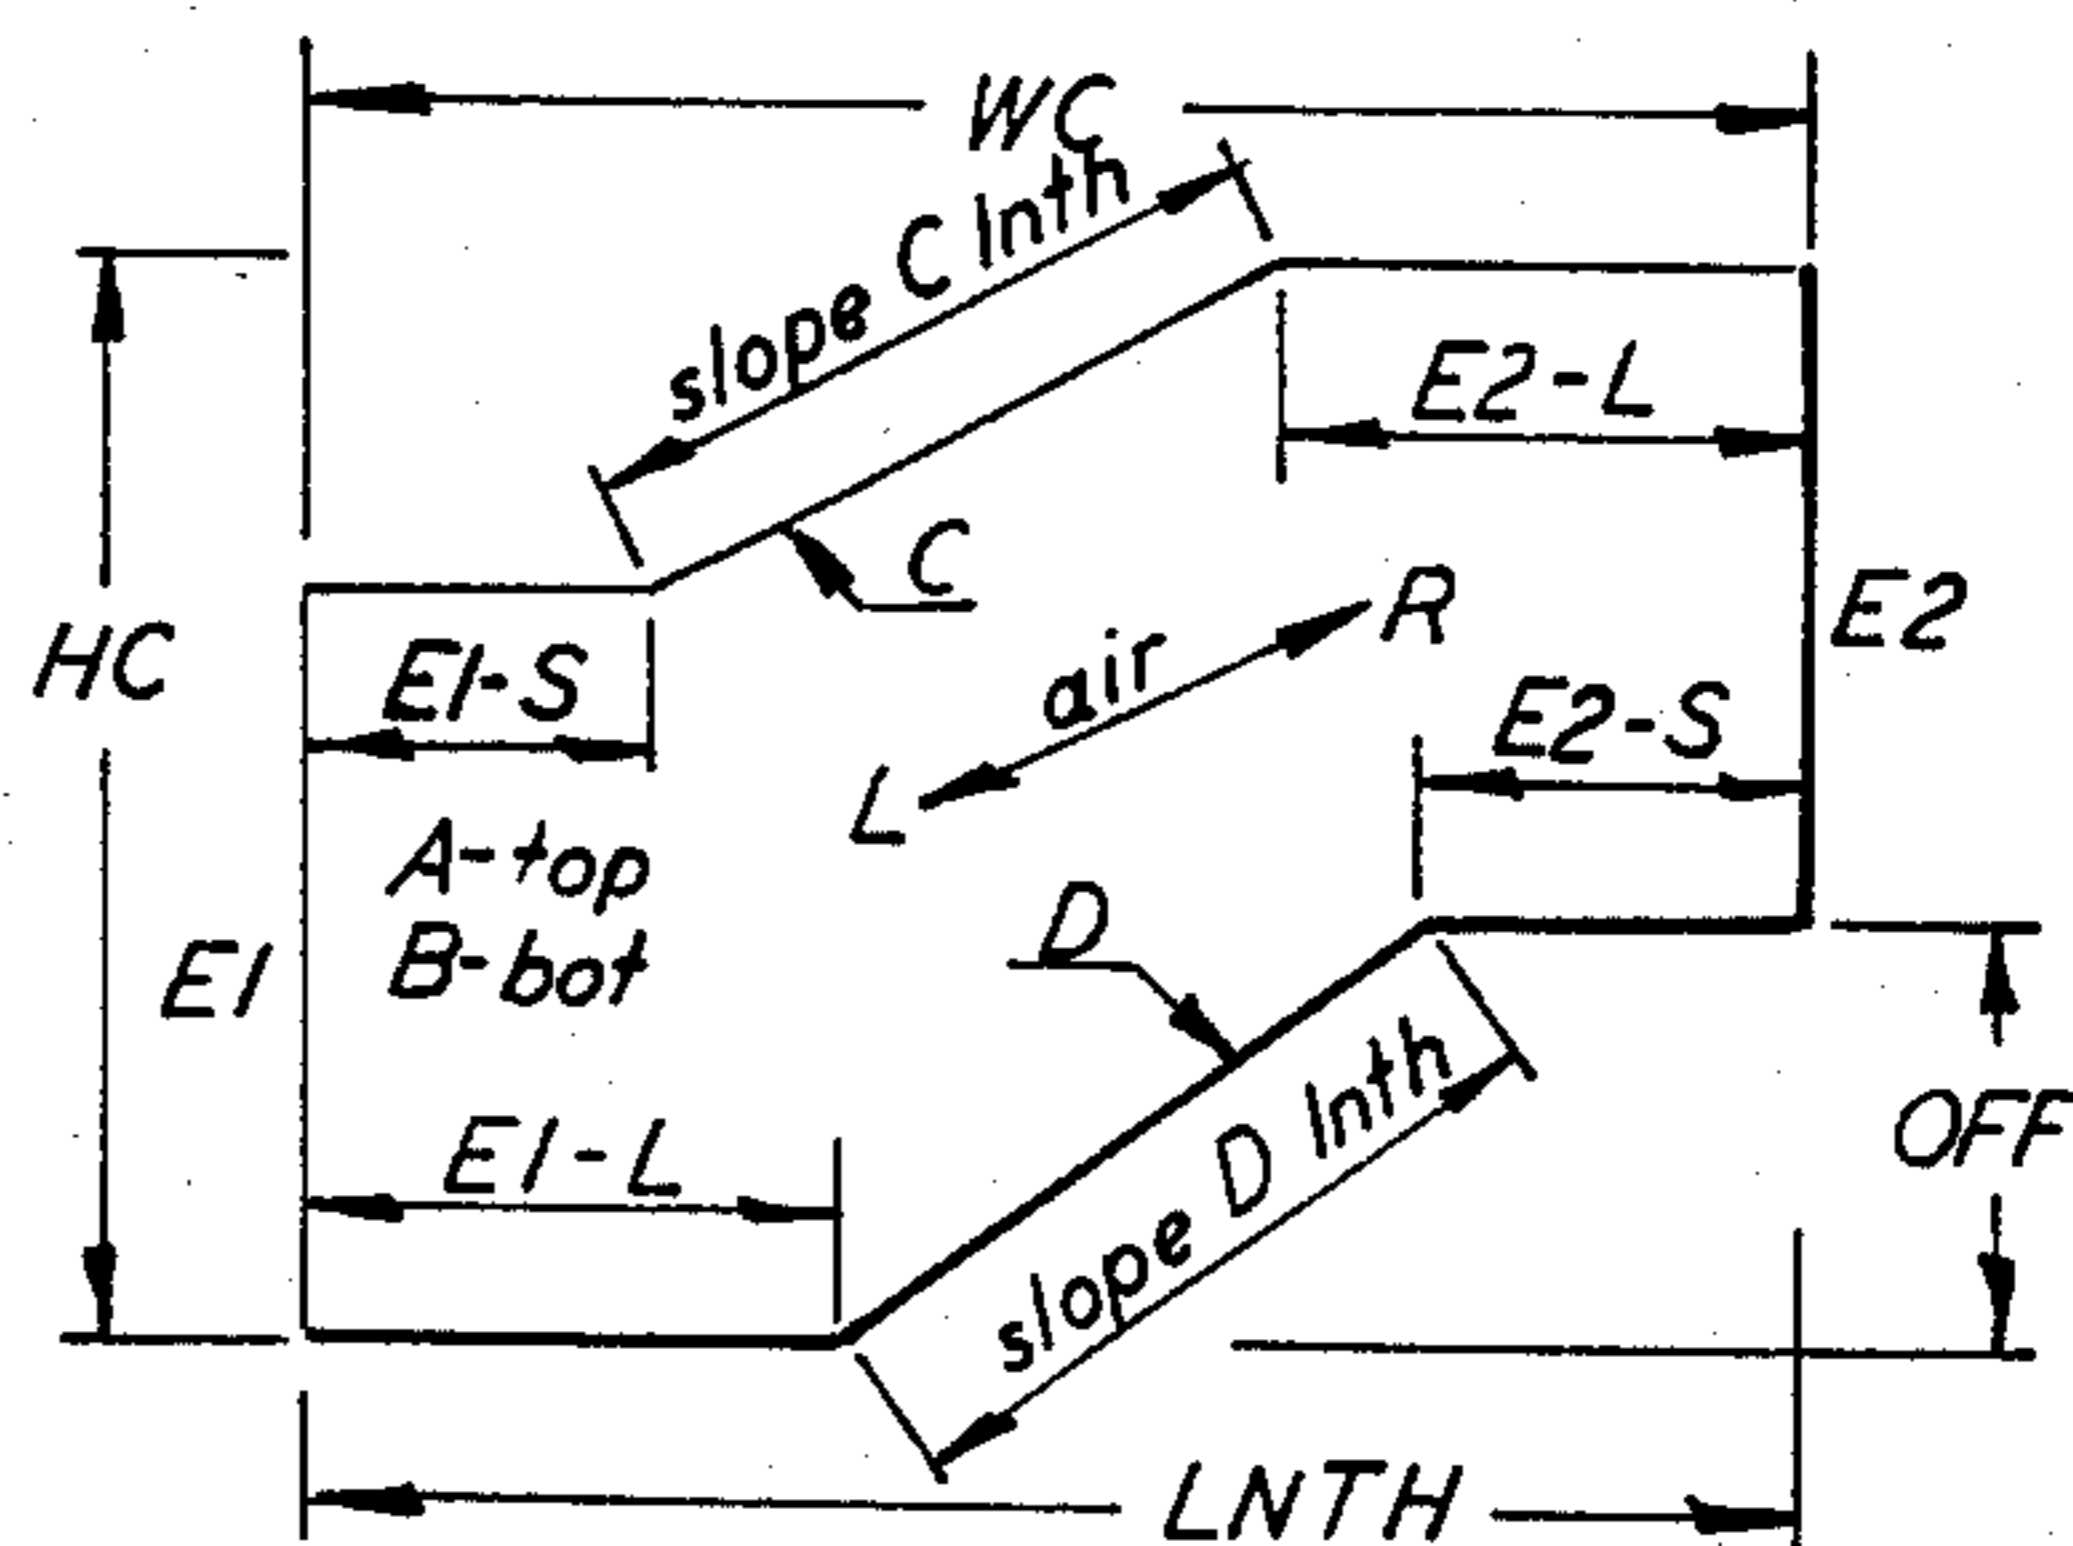 WC
slope C lnth
E2-L
C
R
E2
HC
E1-S
air
E2-S
L
A-top
B-bot
D
E1
E1-L
slope D lnth
OFF
LNTH